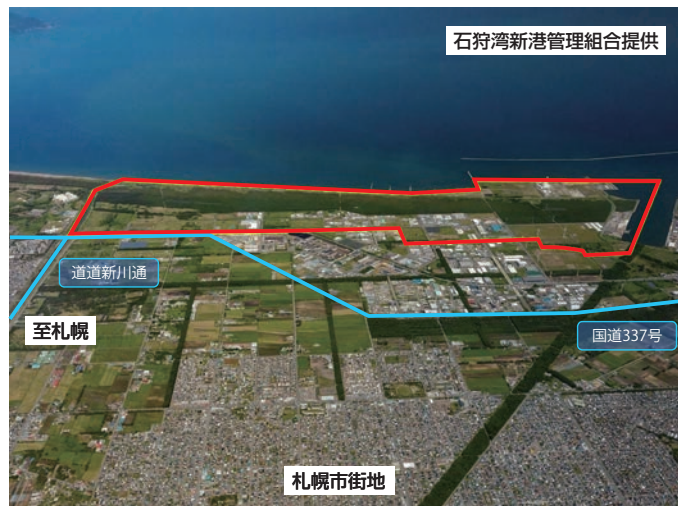 石狩湾新港管理組合提供
道道新川通
至札幌
国道337号
札幌市街地